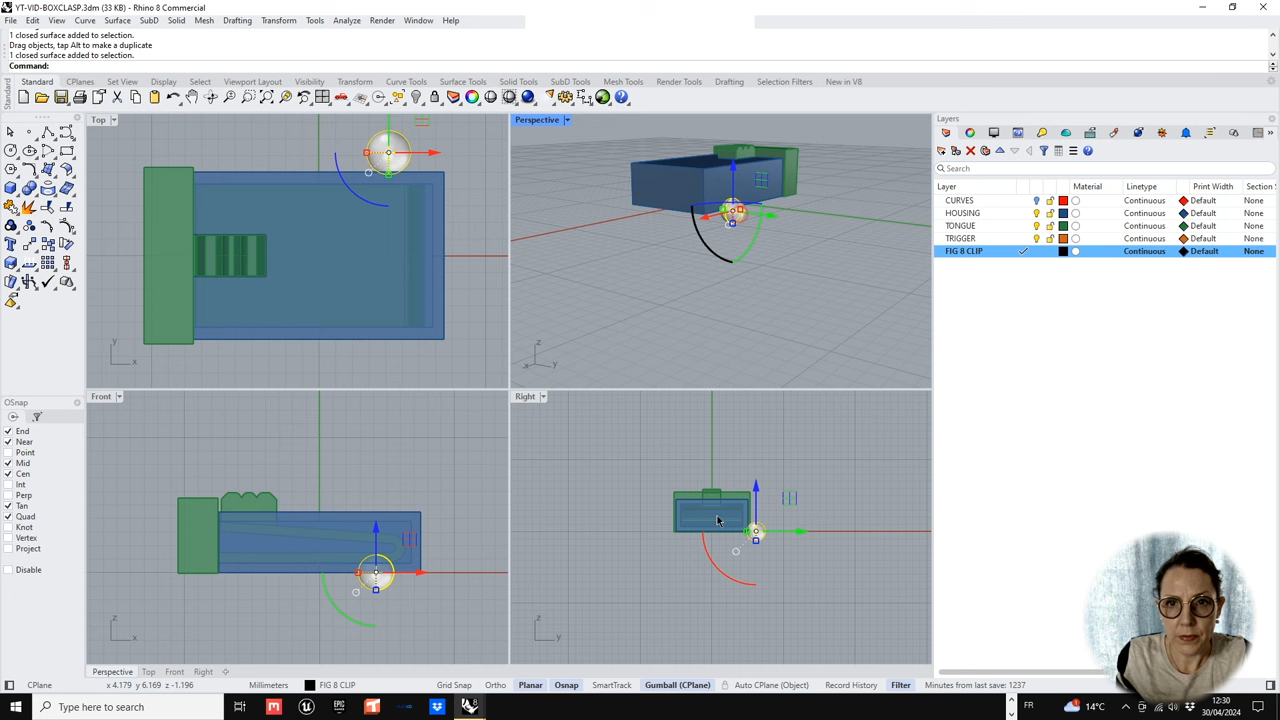 YT-VID-BOXCLASP.3dm (33 KB) - Rhino 8 Commercial
File Edit View Curve Surface SubD Solid Mesh Drafting Transform Tools Analyze Render Window Help
1 closed surface added to selection.
Drag objects, tap Alt to make a duplicate
1 closed surface added to selection.
Command:
Standard CPlanes Set View Display Select Viewport Layout Visibility Transform Curve Tools Surface Tools Solid Tools SubD Tools Mesh Tools Render Tools Drafting Selection Filters New in V8
Standard
Top
y
x
Perspective
z
x y
Front
z
x
Right
z
y
OSnap
End
Near
Point
Mid
Cen
Int
Perp
Tan
Quad
Knot
Vertex
Project
Disable
Layers
Search
Layer Material Linetype Print Width Section
CURVES Continuous Default None
HOUSING Continuous Default None
TONGUE Continuous Default None
TRIGGER Continuous Default None
FIG 8 CLIP Continuous Default None
Perspective Top Front Right
CPlane x 4.179 y 6.169 z -1.196 Millimeters FIG 8 CLIP Grid Snap Ortho Planar Osnap SmartTrack Gumball (CPlane) Auto CPlane (Object) Record History Filter Minutes from last save: 1237
Type here to search
FR
14°C
12:30
30/04/2024